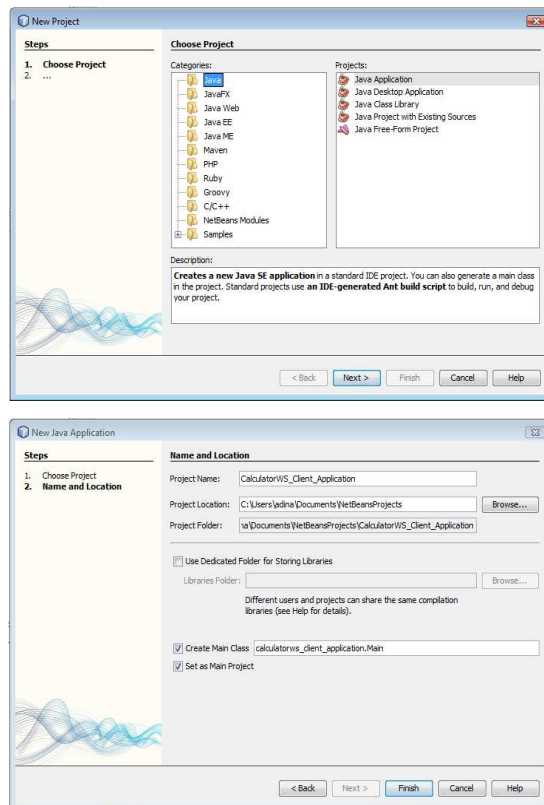 New Project
Steps
1. Choose Project
2. ...
Choose Project
Categories:
Java
JavaFX
Java Web
Java EE
Java ME
Maven
PHP
Ruby
Groovy
C/C++
NetBeans Modules
Samples
Projects:
Java Application
Java Desktop Application
Java Class Library
Java Project with Existing Sources
Java Free-Form Project
Description:
Creates a new Java SE application in a standard IDE project. You can also generate a main class
in the project. Standard projects use an IDE-generated Ant build script to build, run, and debug
your project.
< Back Next > Finish Cancel Help
New Java Application
Steps
1. Choose Project
2. Name and Location
Name and Location
Project Name: CalculatorWS_Client_Application
Project Location: C:\Users\adina\Documents\NetBeansProjects Browse...
Project Folder: na\Documents\NetBeansProjects\CalculatorWS_Client_Application
Use Dedicated Folder for Storing Libraries
Libraries Folder: Browse...
Different users and projects can share the same compilation
libraries (see Help for details).
Create Main Class calculatorws_client_application.Main
Set as Main Project
< Back Next > Finish Cancel Help